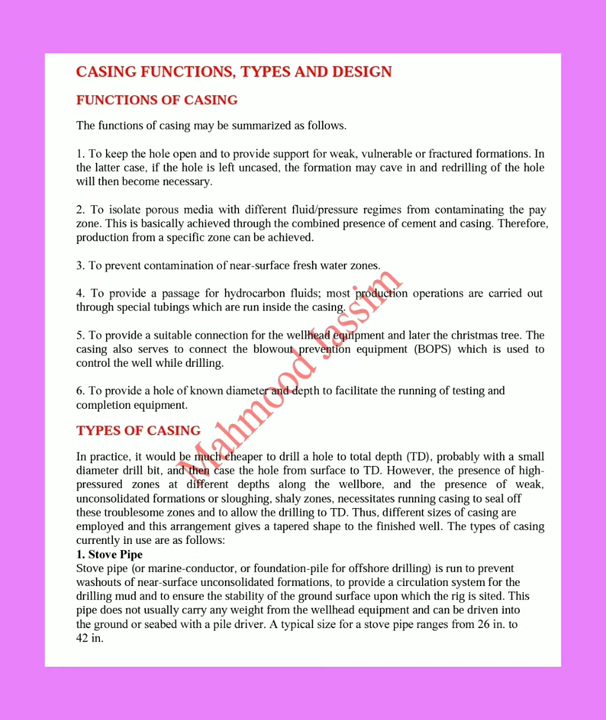 CASING FUNCTIONS, TYPES AND DESIGN
FUNCTIONS OF CASING
The functions of casing may be summarized as follows.
1. To keep the hole open and to provide support for weak, vulnerable or fractured formations. In
the latter case, if the hole is left uncased, the formation may cave in and redrilling of the hole
will then become necessary.
2. To isolate porous media with different fluid/pressure regimes from contaminating the pay
zone. This is basically achieved through the combined presence of cement and casing. Therefore,
production from a specific zone can be achieved.
3. To prevent contamination of near-surface fresh water zones.
4. To provide a passage for hydrocarbon fluids; most production operations are carried out
through special tubings which are run inside the casing.
5. To provide a suitable connection for the wellhead equipment and later the christmas tree. The
casing also serves to connect the blowout prevention equipment (BOPS) which is used to
control the well while drilling.
6. To provide a hole of known diameter and depth to facilitate the running of testing and
completion equipment.
TYPES OF CASING
In practice, it would be much cheaper to drill a hole to total depth (TD), probably with a small
diameter drill bit, and then case the hole from surface to TD. However, the presence of high-
pressured zones at different depths along the wellbore, and the presence of weak,
unconsolidated formations or sloughing, shaly zones, necessitates running casing to seal off
these troublesome zones and to allow the drilling to TD. Thus, different sizes of casing are
employed and this arrangement gives a tapered shape to the finished well. The types of casing
currently in use are as follows:
1. Stove Pipe
Stove pipe (or marine-conductor, or foundation-pile for offshore drilling) is run to prevent
washouts of near-surface unconsolidated formations, to provide a circulation system for the
drilling mud and to ensure the stability of the ground surface upon which the rig is sited. This
pipe does not usually carry any weight from the wellhead equipment and can be driven into
the ground or seabed with a pile driver. A typical size for a stove pipe ranges from 26 in. to
42 in.
Mahmood Jassim